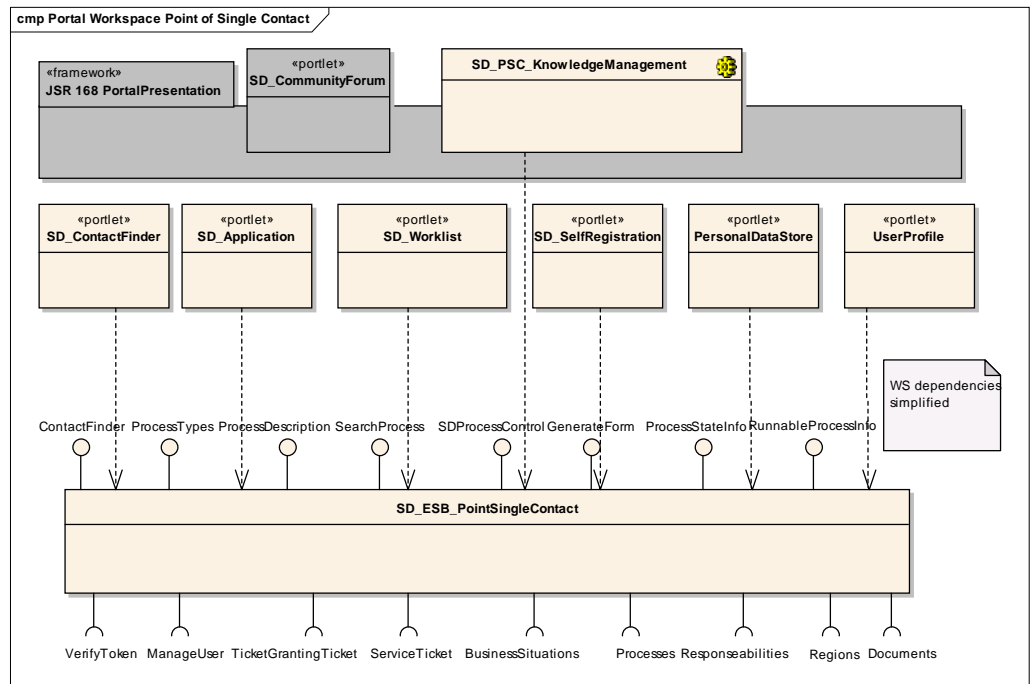 cmp Portal Workspace Point of Single Contact
«framework»
JSR 168 PortalPresentation
«portlet»
SD_CommunityForum
SD_PSC_KnowledgeManagement
«portlet»
SD_ContactFinder
«portlet»
SD_Application
«portlet»
SD_Worklist
«portlet»
SD_SelfRegistration
«portlet»
PersonalDataStore
«portlet»
UserProfile
WS dependencies
simplified
ContactFinder
ProcessTypes
ProcessDescription
SearchProcess
SDProcessControl
GenerateForm
ProcessStateInfo
RunnableProcessInfo
SD_ESB_PointSingleContact
VerifyToken
ManageUser
TicketGrantingTicket
ServiceTicket
BusinessSituations
Processes
Responseabilities
Regions
Documents